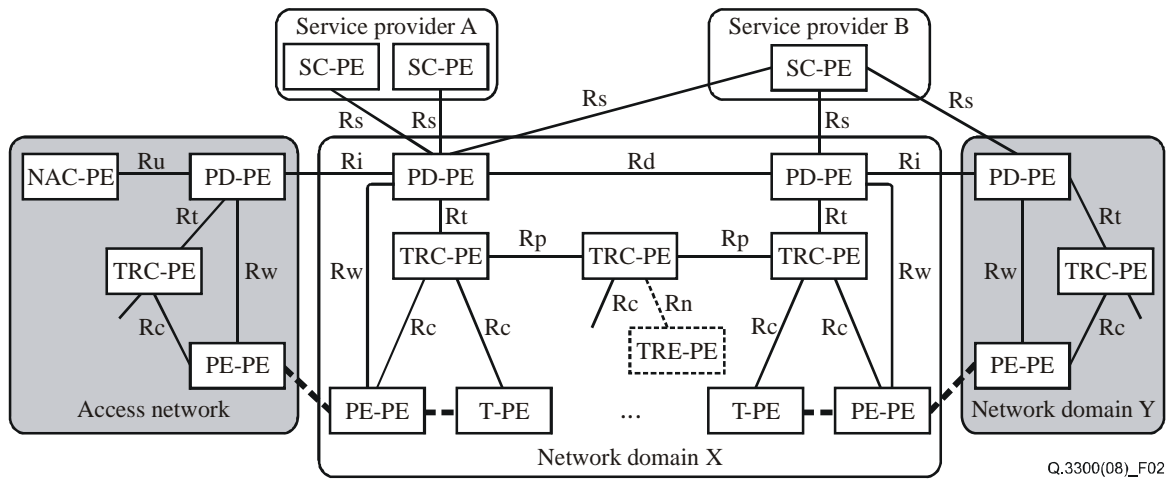 Service provider A
Service provider B
SC-PE
SC-PE
SC-PE
Rs
Rs
Rs
Rs
Rs
NAC-PE
Ru
PD-PE
Ri
PD-PE
Rd
PD-PE
Ri
PD-PE
Rt
Rt
Rt
Rt
TRC-PE
Rw
Rw
TRC-PE
Rp
TRC-PE
Rp
TRC-PE
Rw
Rw
TRC-PE
Rc
Rc
Rc
Rc
Rn
Rc
Rc
Rc
TRE-PE
PE-PE
PE-PE
Access network
PE-PE
T-PE
...
T-PE
PE-PE
Network domain Y
Network domain X
Q.3300(08)_F02